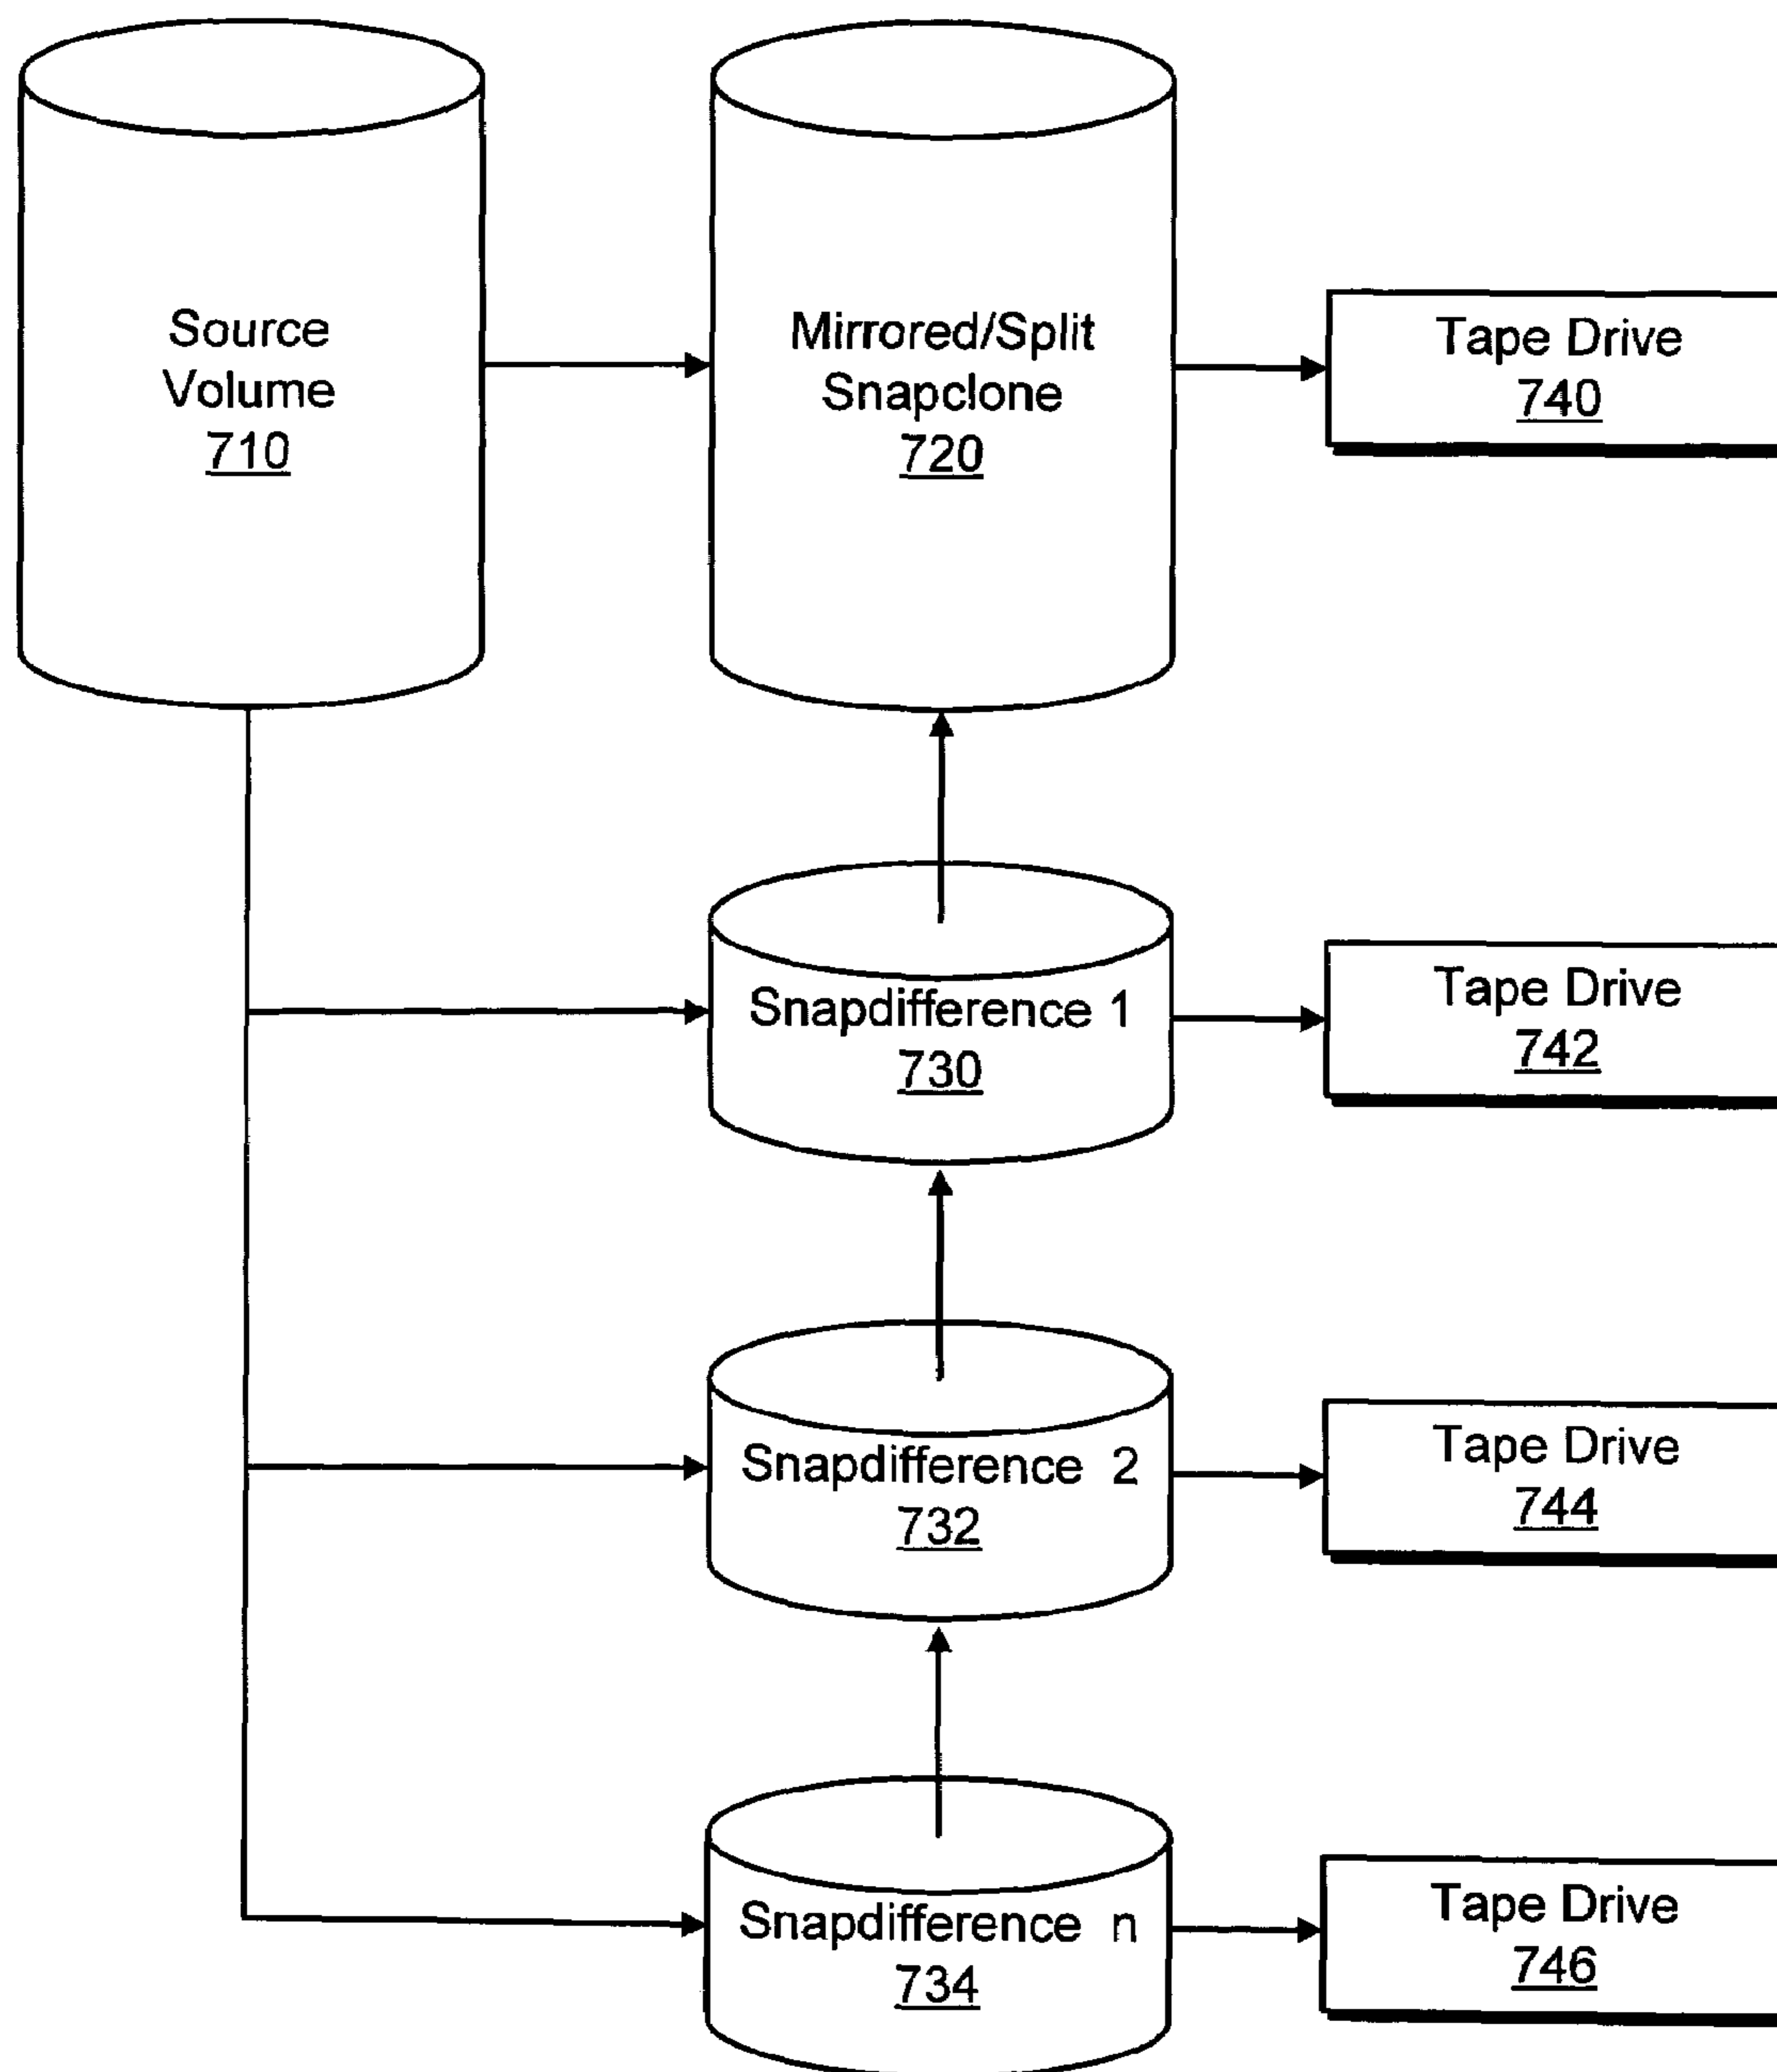 Source
Volume
710
Mirrored/Split
Snapclone
720
Tape Drive
740
Snapdifference 1
730
Tape Drive
742
Snapdifference 2
732
Tape Drive
744
Snapdifference n
734
Tape Drive
746